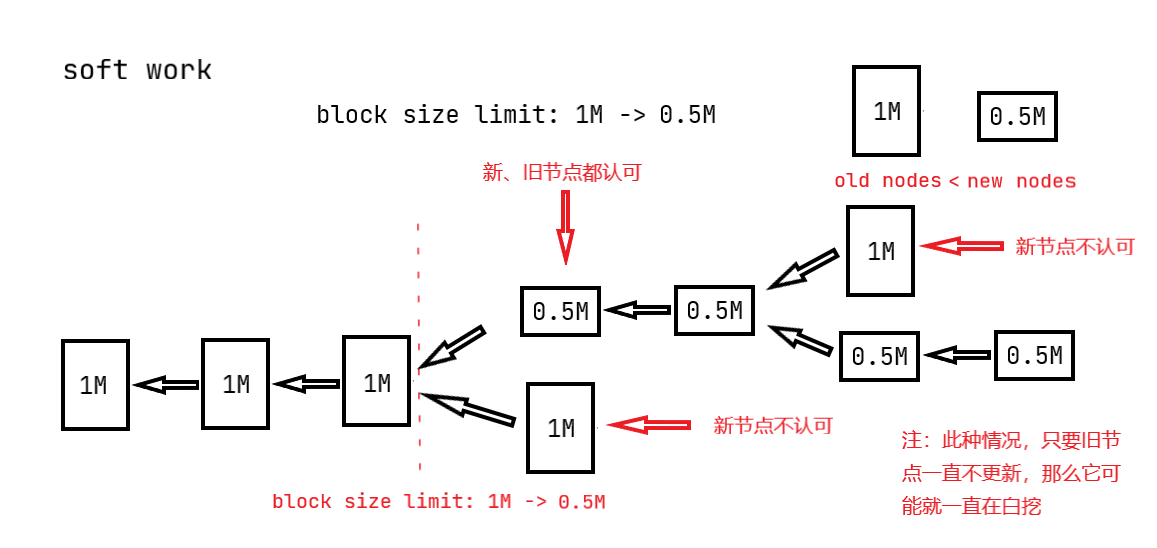 soft work
block size limit: 1M -> 0.5M
1M
0.5M
old nodes < new nodes
新、旧节点都认可
1M
新节点不认可
0.5M
0.5M
0.5M
0.5M
1M
1M
1M
1M
新节点不认可
block size limit: 1M -> 0.5M
注：此种情况，只要旧节
点一直不更新，那么它可
能就一直在白挖